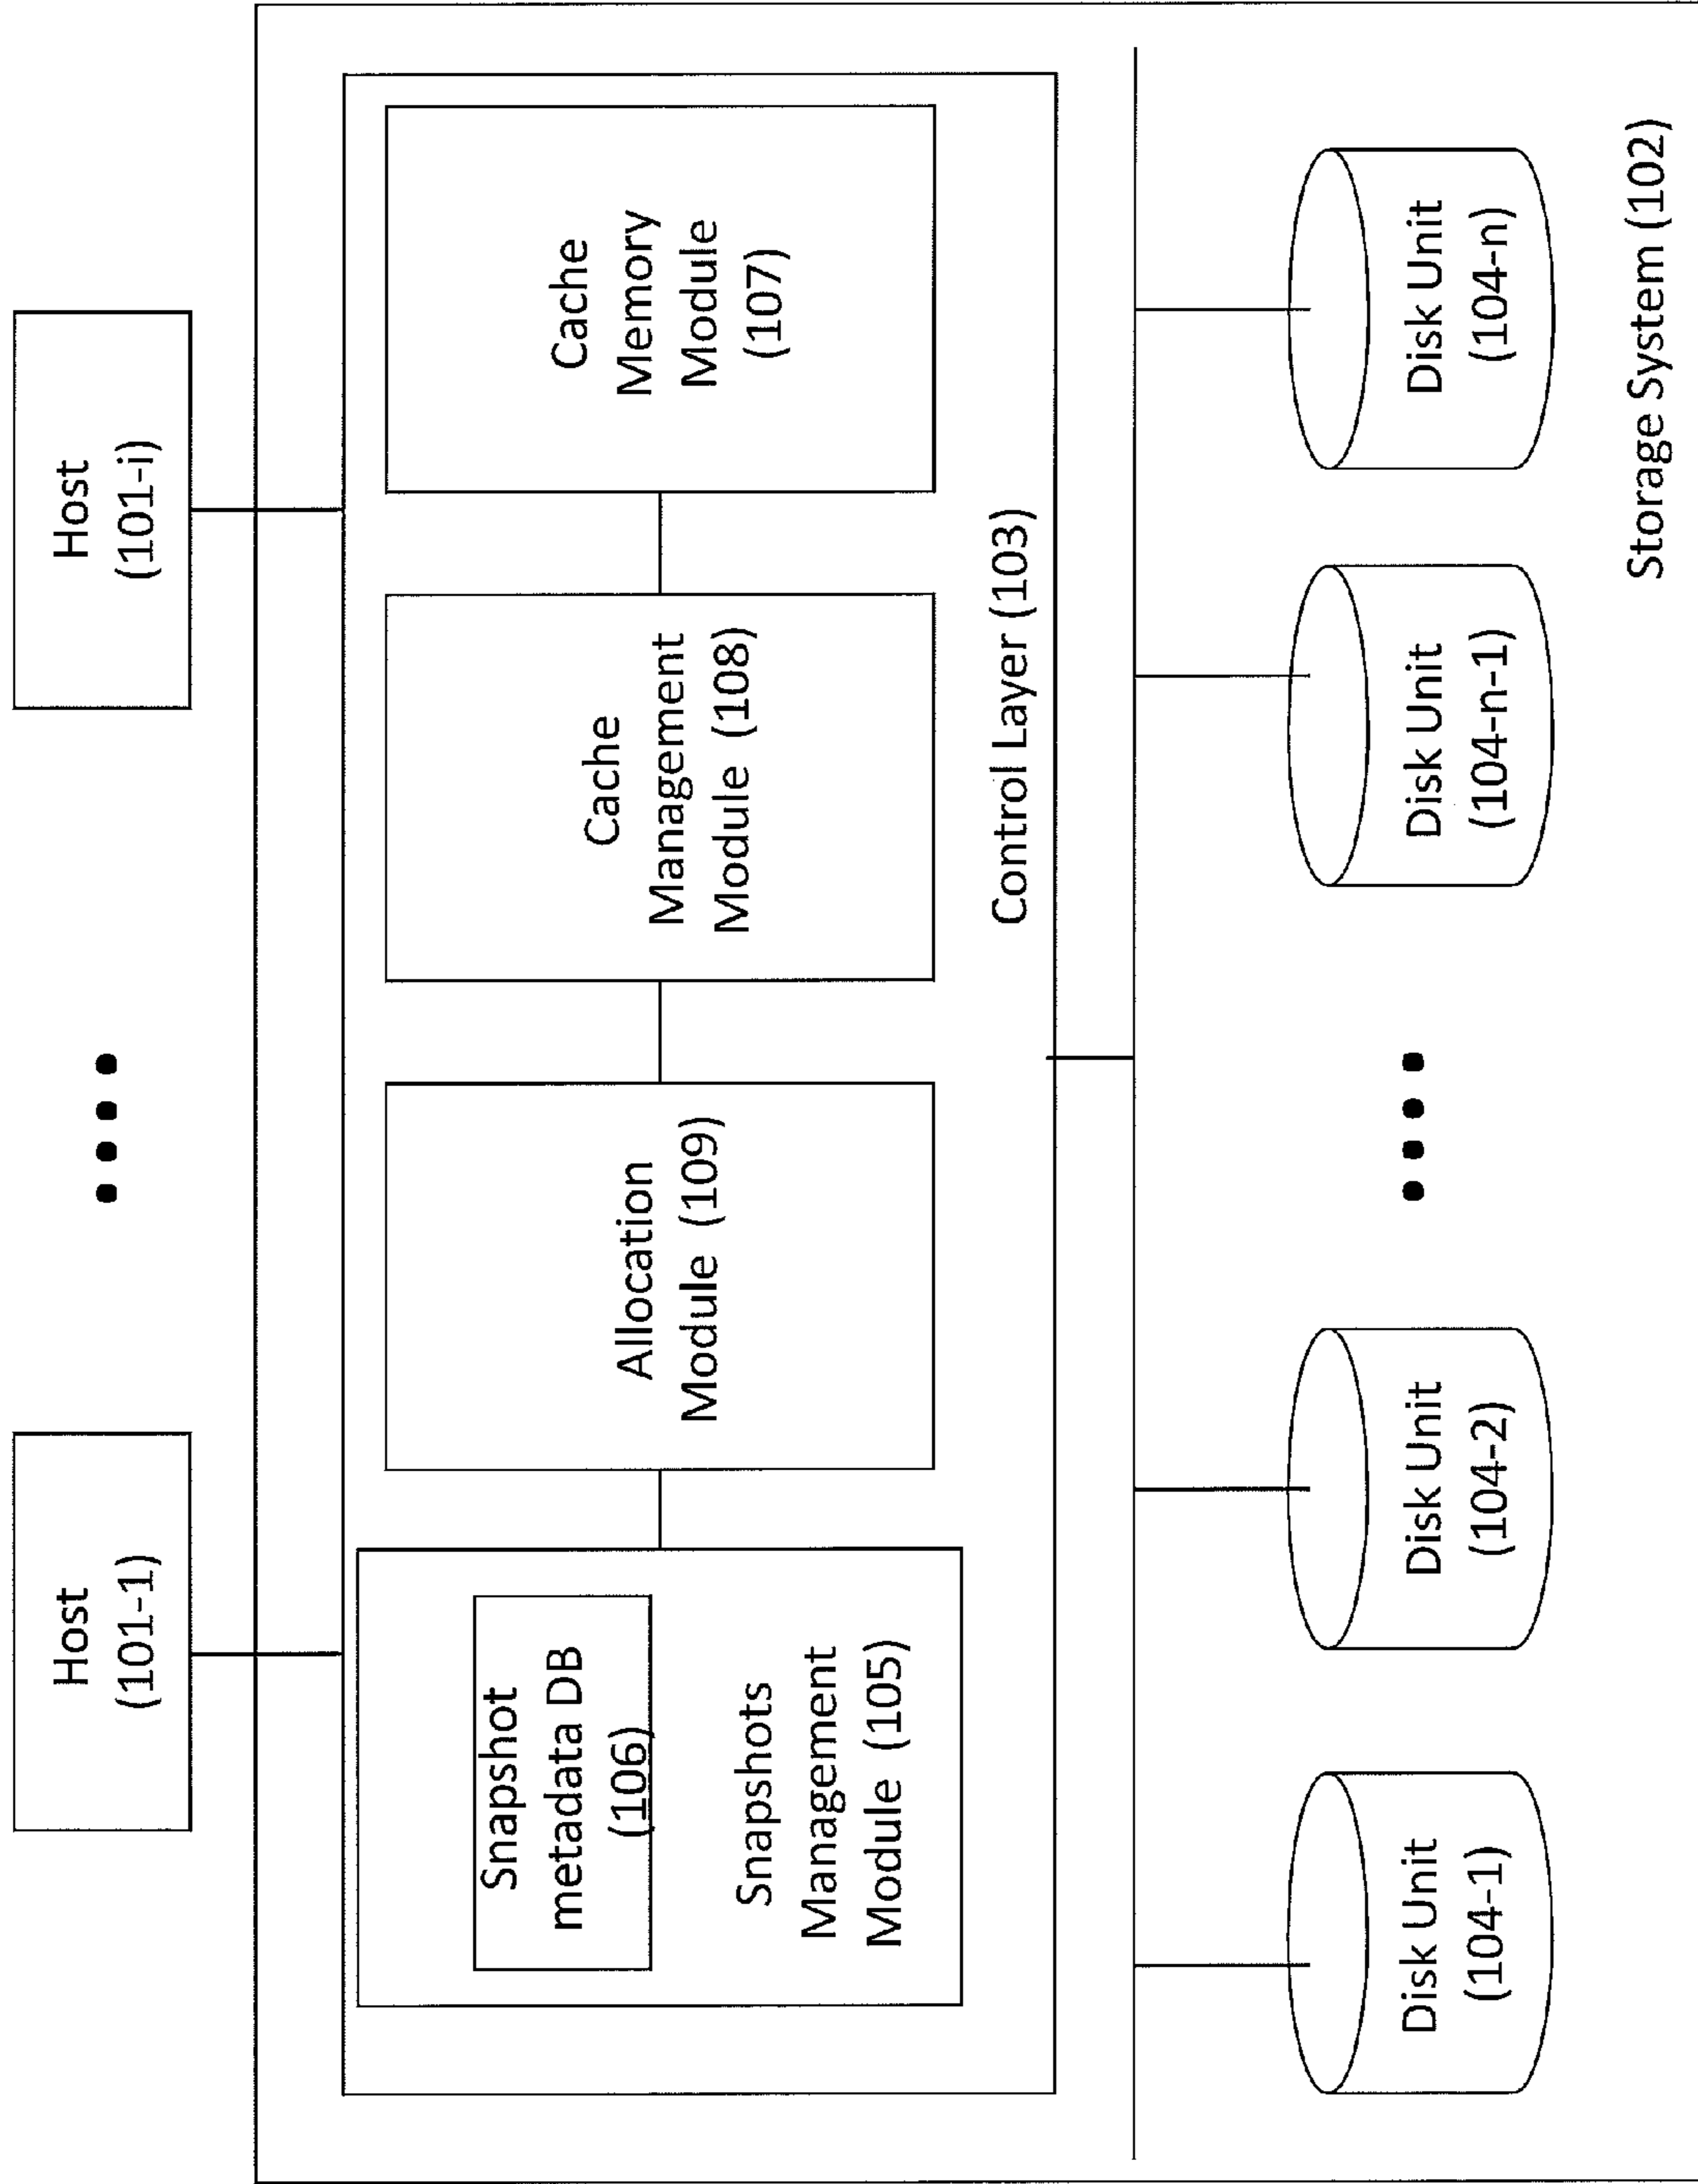 Host
(101-1)
Host
(101-i)
Snapshot
metadata DB
(106)
Snapshots
Management
Module (105)
Allocation
Module (109)
Cache
Management
Module (108)
Cache
Memory
Module
(107)
Control Layer (103)
Disk Unit
(104-1)
Disk Unit
(104-2)
Disk Unit
(104-n-1)
Disk Unit
(104-n)
Storage System (102)